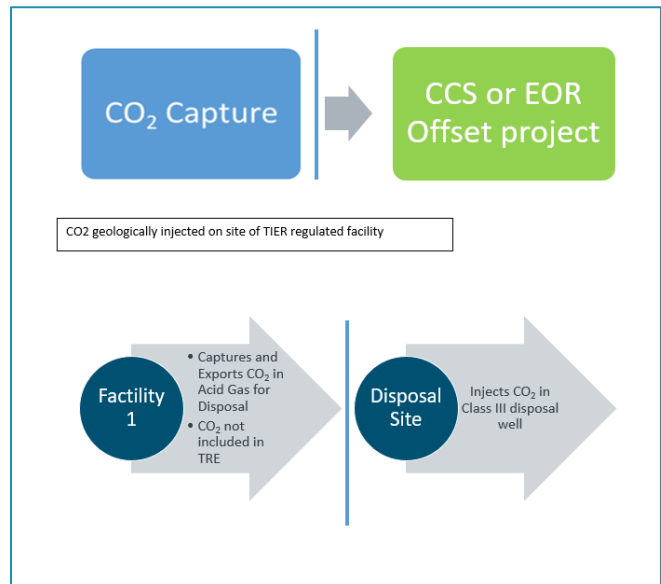 CO₂ Capture
CCS or EOR
Offset project
CO2 geologically injected on site of TIER regulated facility
Factility
1
• Captures and
Exports CO₂ in
Acid Gas for
Disposal
• CO₂ not
included in
TRE
Disposal
Site
Injects CO₂ in
Class III disposal
well